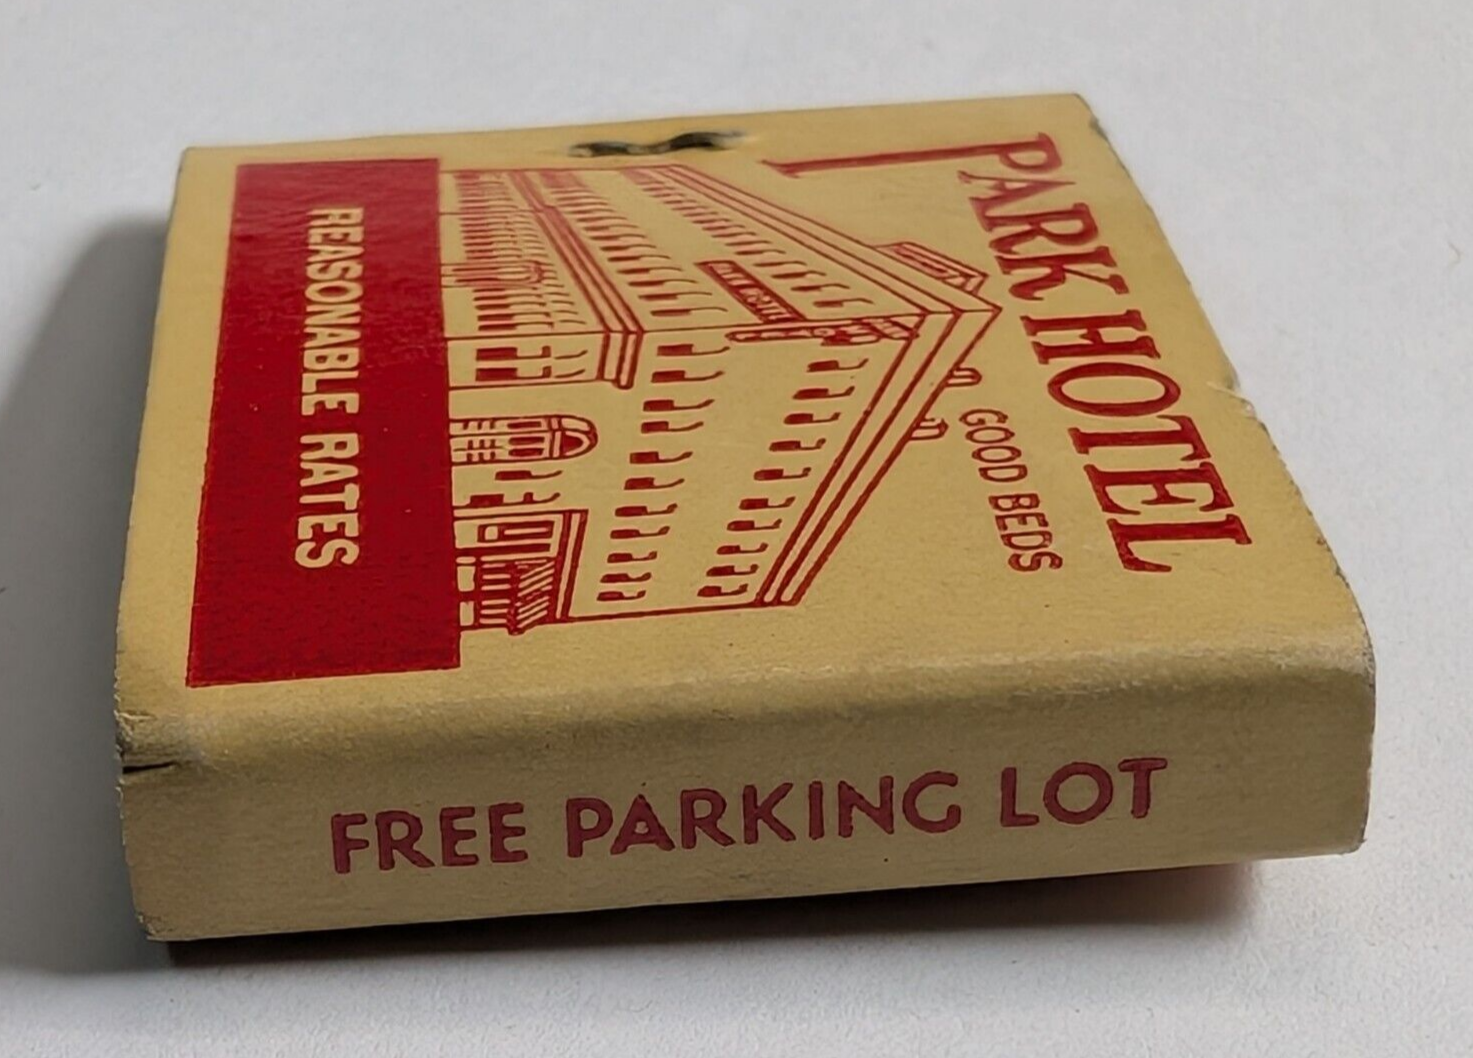 PARK HOTEL
GOOD BEDS
REASONABLE RATES
FREE PARKING LOT